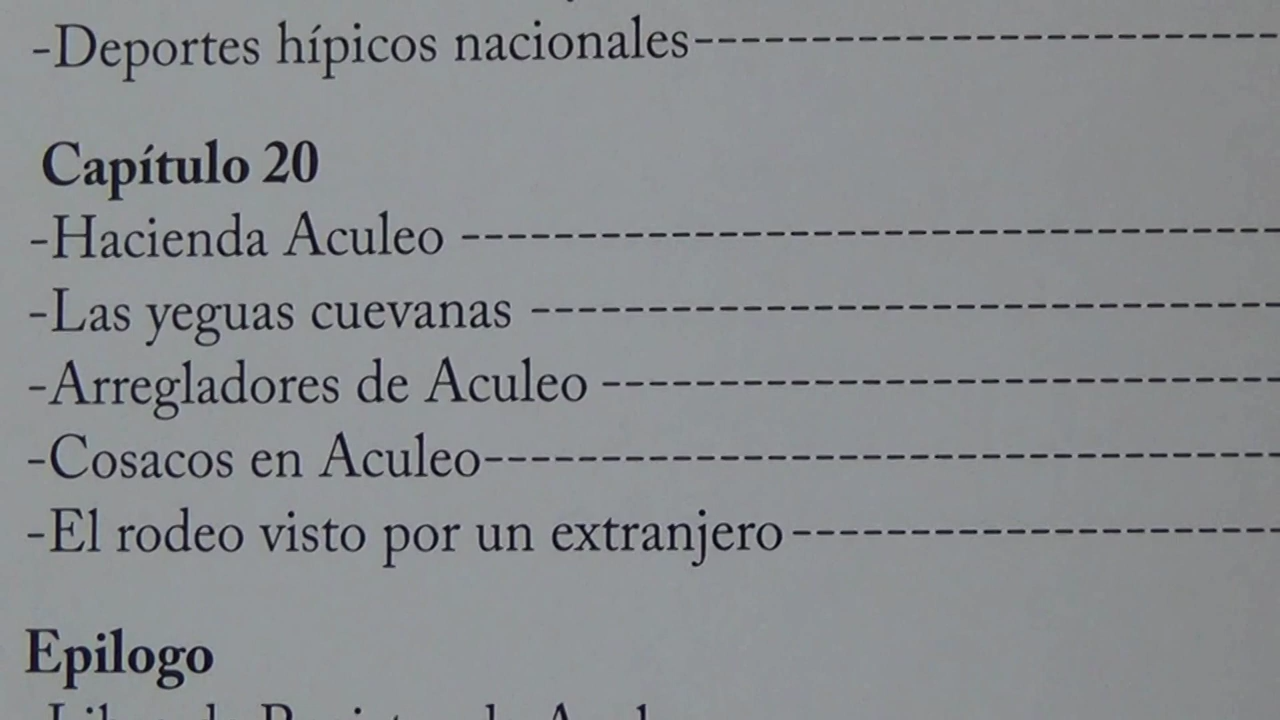 -Deportes hípicos nacionales------------------------
Capítulo 20
-Hacienda Aculeo -----------------------------------
-Las yeguas cuevanas --------------------------------
-Arregladores de Aculeo -----------------------------
-Cosacos en Aculeo----------------------------------
-El rodeo visto por un extranjero---------------------
Epilogo